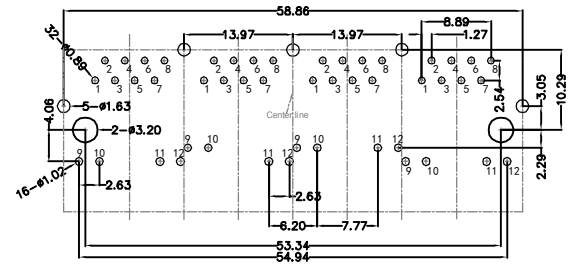 58.86
13.97 13.97 8.89
32-ø0.89 1.27
2 4 6 8 2 4 6 8 2 4 6 8 2 4 6 8
1 3 5 7 1 3 5 7 1 3 5 7 1 3 5 7
2.54 3.05 10.29
5-ø1.63
Center line
4.06 2-ø3.20
9 10 9 10 11 12
9 10 11 12 11 12 9 10 11 12
2.29
16-ø1.02 2.63 2.63
6.20 7.77
53.34
54.94